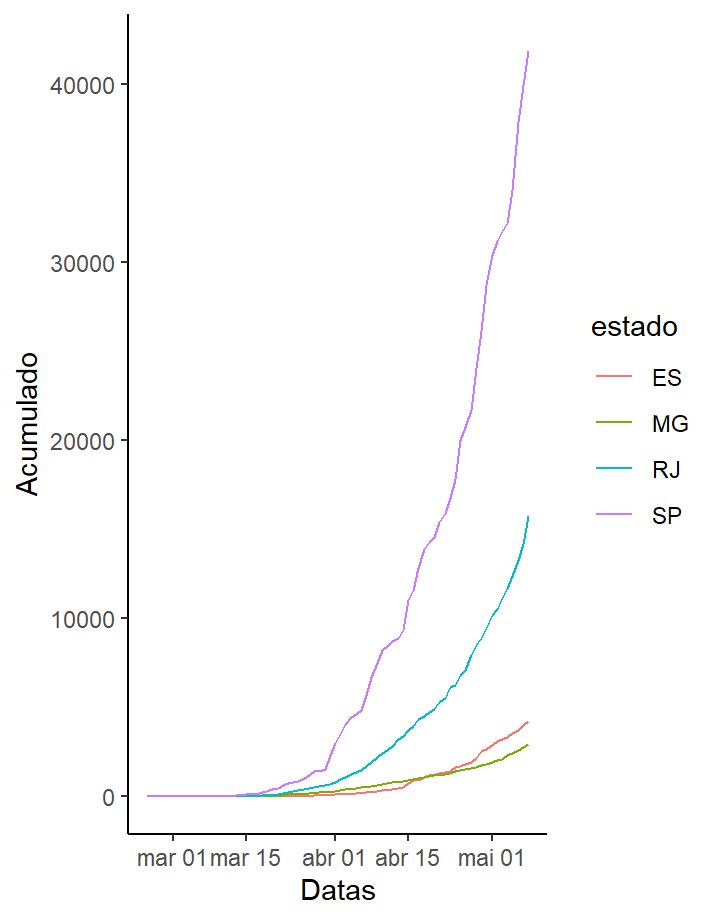 40000
30000
20000
10000
0
Acumulado
mar 01 mar 15 abr 01 abr 15 mai 01
Datas
estado
ES
MG
RJ
SP